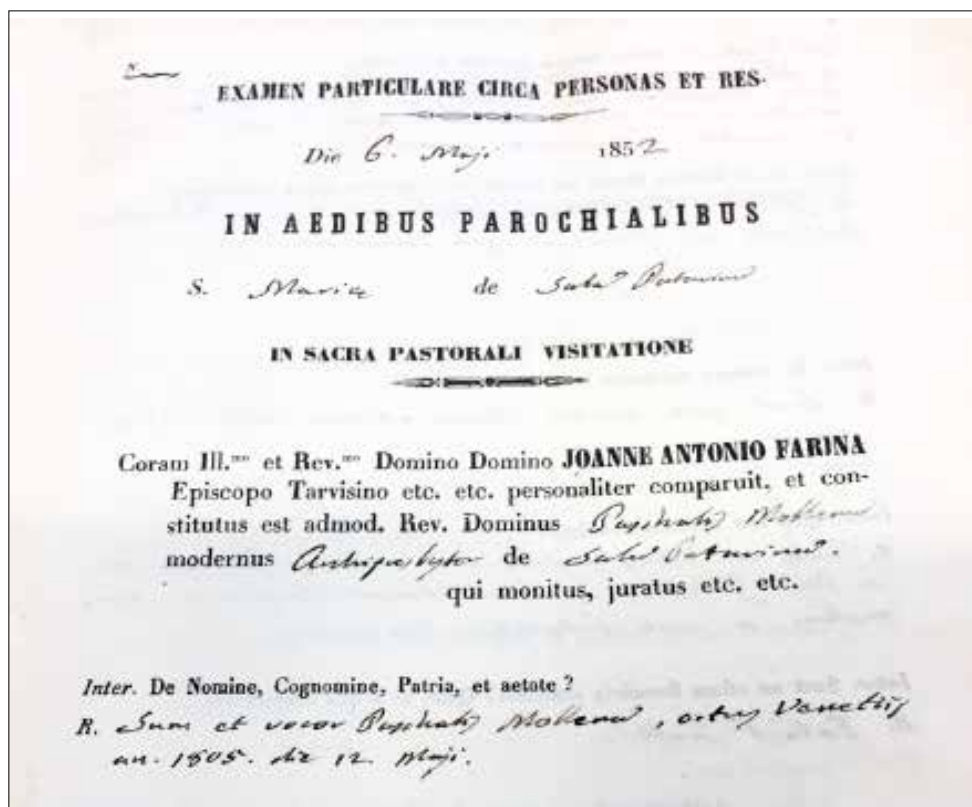 N.
EXAMEN PARTICULARE CIRCA PERSONAS ET RES.
Die 6. Maji 1852
IN AEDIBUS PAROCHIALIBUS
S. Mariæ de
IN SACRA PASTORALI VISITATIONE
Coram Ill.mo et Rev.mo Domino Domino JOANNE ANTONIO FARINA
Episcopo Tarvisino etc. etc. personaliter comparuit, et con-
stitutus est admod. Rev. Dominus Paschalis
modernus Archipresbyter de
qui monitus, juratus etc. etc.
Inter. De Nomine, Cognomine, Patria, et aetate?
R. Sum et vocor Paschalis , ortus Venetiis
an. 1805. die 12 Maji.